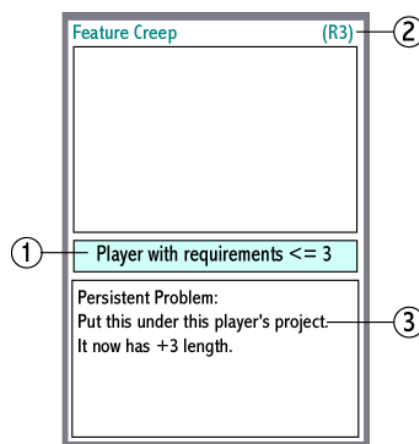 Feature Creep (R3)
2
1
Player with requirements <= 3
Persistent Problem:
Put this under this player's project.
3
It now has +3 length.